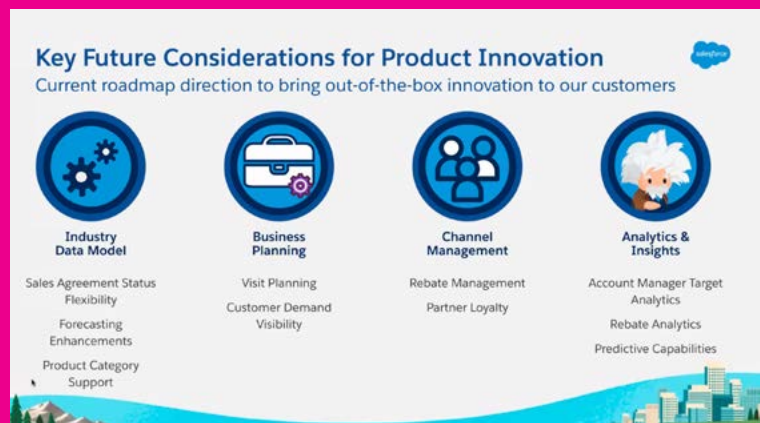 Key Future Considerations for Product Innovation
salesforce
Current roadmap direction to bring out-of-the-box innovation to our customers
Industry
Data Model
Sales Agreement Status
Flexibility
Forecasting
Enhancements
Product Category
Support
Business
Planning
Visit Planning
Customer Demand
Visibility
Channel
Management
Rebate Management
Partner Loyalty
Analytics &
Insights
Account Manager Target
Analytics
Rebate Analytics
Predictive Capabilities